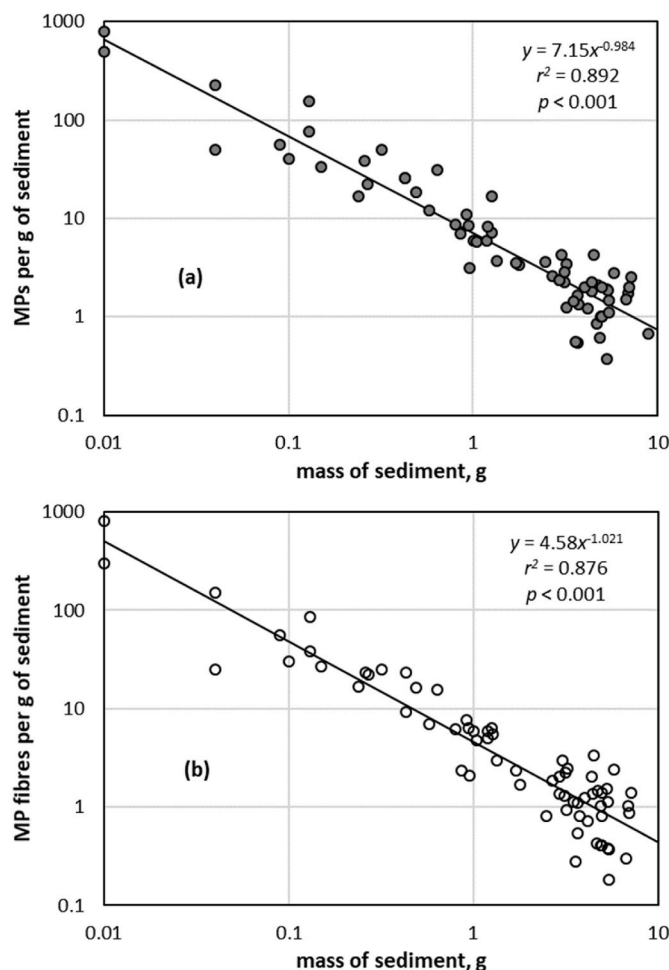 1000
y = 7.15x^-0.984
r² = 0.892
p < 0.001
100
10
MPs per g of sediment
(a)
1
0.1
0.01 0.1 1 10
mass of sediment, g
1000
y = 4.58x^-1.021
r² = 0.876
p < 0.001
100
10
MP fibres per g of sediment
(b)
1
0.1
0.01 0.1 1 10
mass of sediment, g